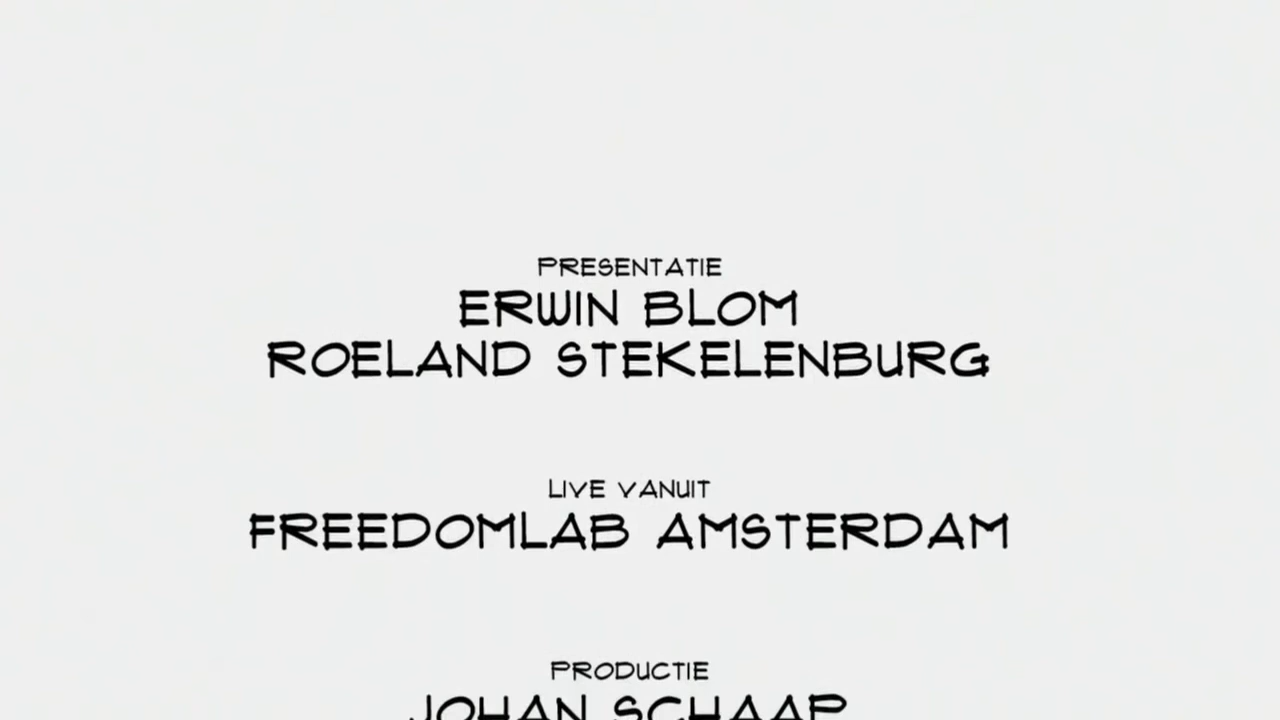 PRESENTATIE
ERWIN BLOM
ROELAND STEKELENBURG
LIVE VANUIT
FREEDOMLAB AMSTERDAM
PRODUCTIE
JOHAN SCHAAP